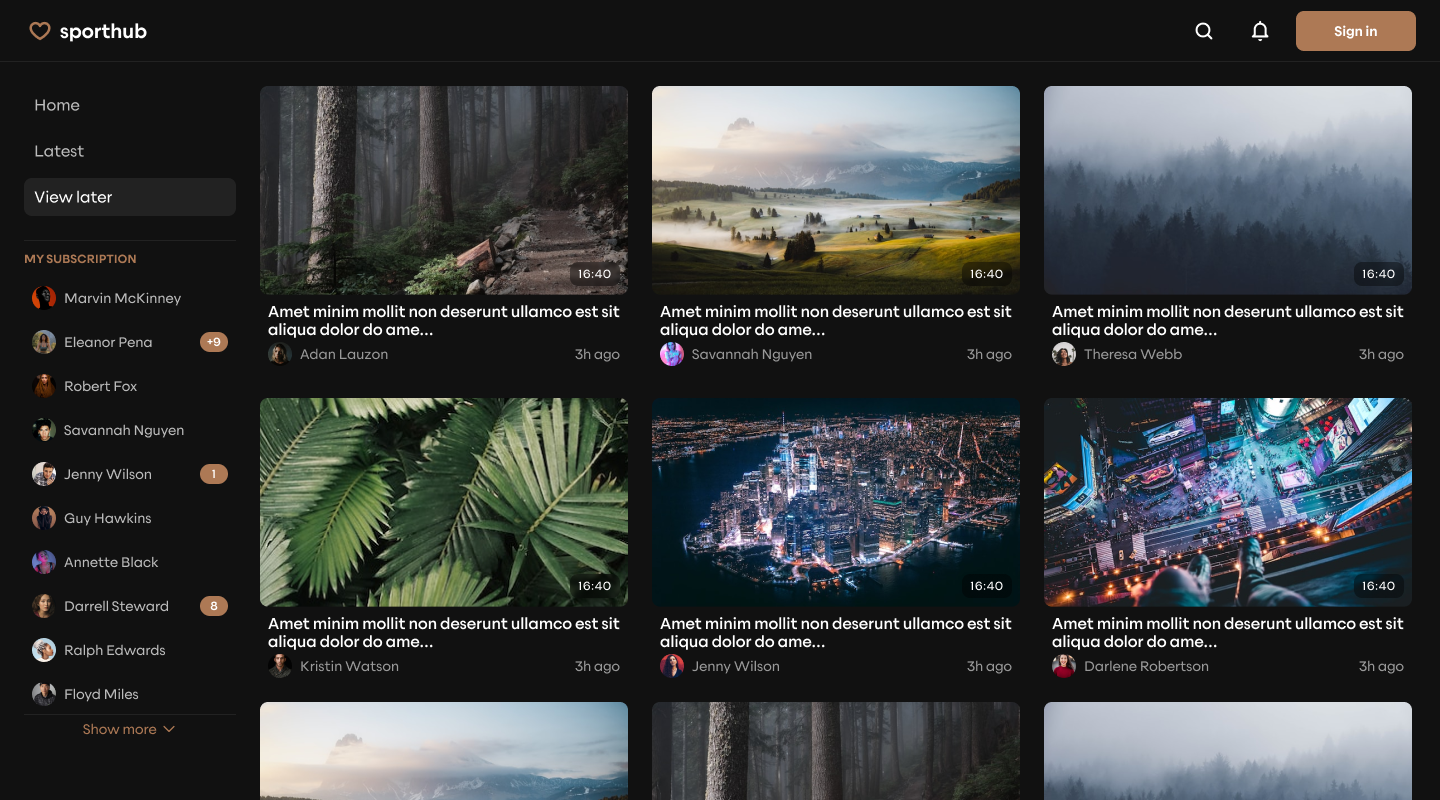 sporthub
Sign in
Home
Latest
View later
MY SUBSCRIPTION
Marvin McKinney
Eleanor Pena
+9
Robert Fox
Savannah Nguyen
Jenny Wilson
1
Guy Hawkins
Annette Black
Darrell Steward
8
Ralph Edwards
Floyd Miles
Show more
16:40
Amet minim mollit non deserunt ullamco est sit
aliqua dolor do ame...
Adan Lauzon
3h ago
16:40
Amet minim mollit non deserunt ullamco est sit
aliqua dolor do ame...
Savannah Nguyen
3h ago
16:40
Amet minim mollit non deserunt ullamco est sit
aliqua dolor do ame...
Theresa Webb
3h ago
16:40
Amet minim mollit non deserunt ullamco est sit
aliqua dolor do ame...
Kristin Watson
3h ago
16:40
Amet minim mollit non deserunt ullamco est sit
aliqua dolor do ame...
Jenny Wilson
3h ago
16:40
Amet minim mollit non deserunt ullamco est sit
aliqua dolor do ame...
Darlene Robertson
3h ago